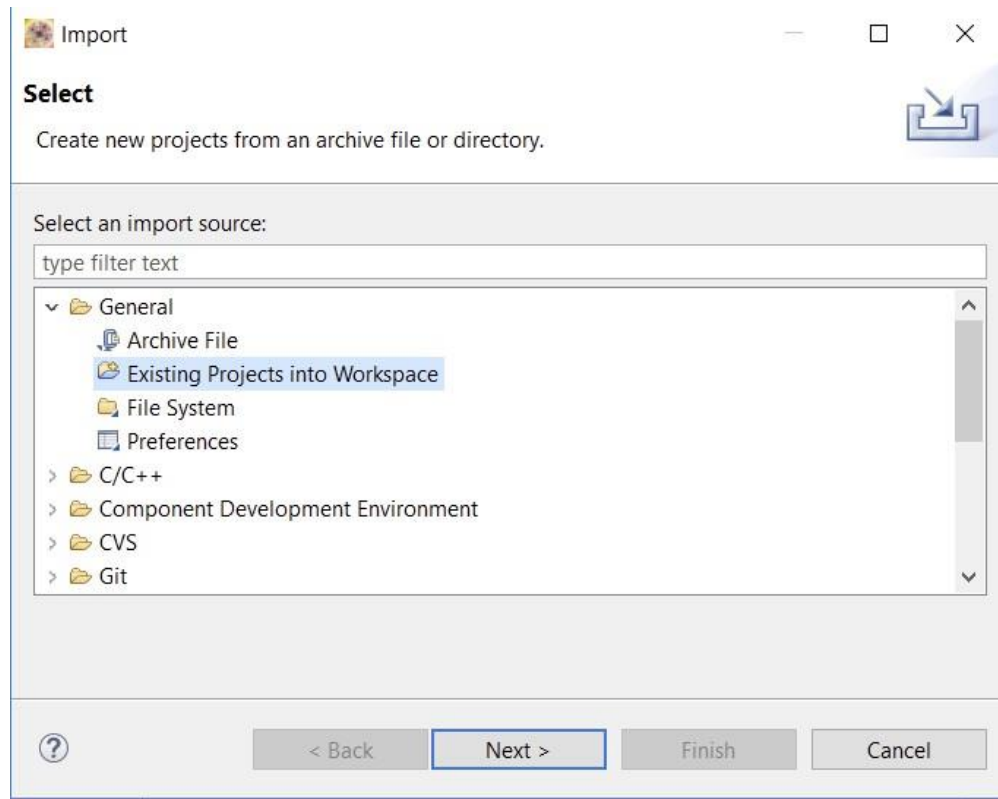 Import
Select
Create new projects from an archive file or directory.
Select an import source:
type filter text
General
Archive File
Existing Projects into Workspace
File System
Preferences
C/C++
Component Development Environment
CVS
Git
?
< Back Next > Finish Cancel